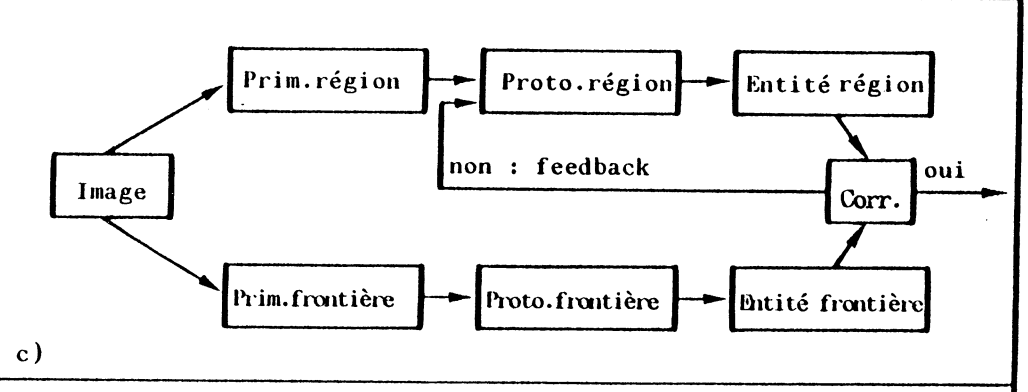 Prim.région
Proto.région
Entité région
non : feedback
oui
Image
Corr.
Prim.frontière
Proto.frontière
Entité frontière
c)